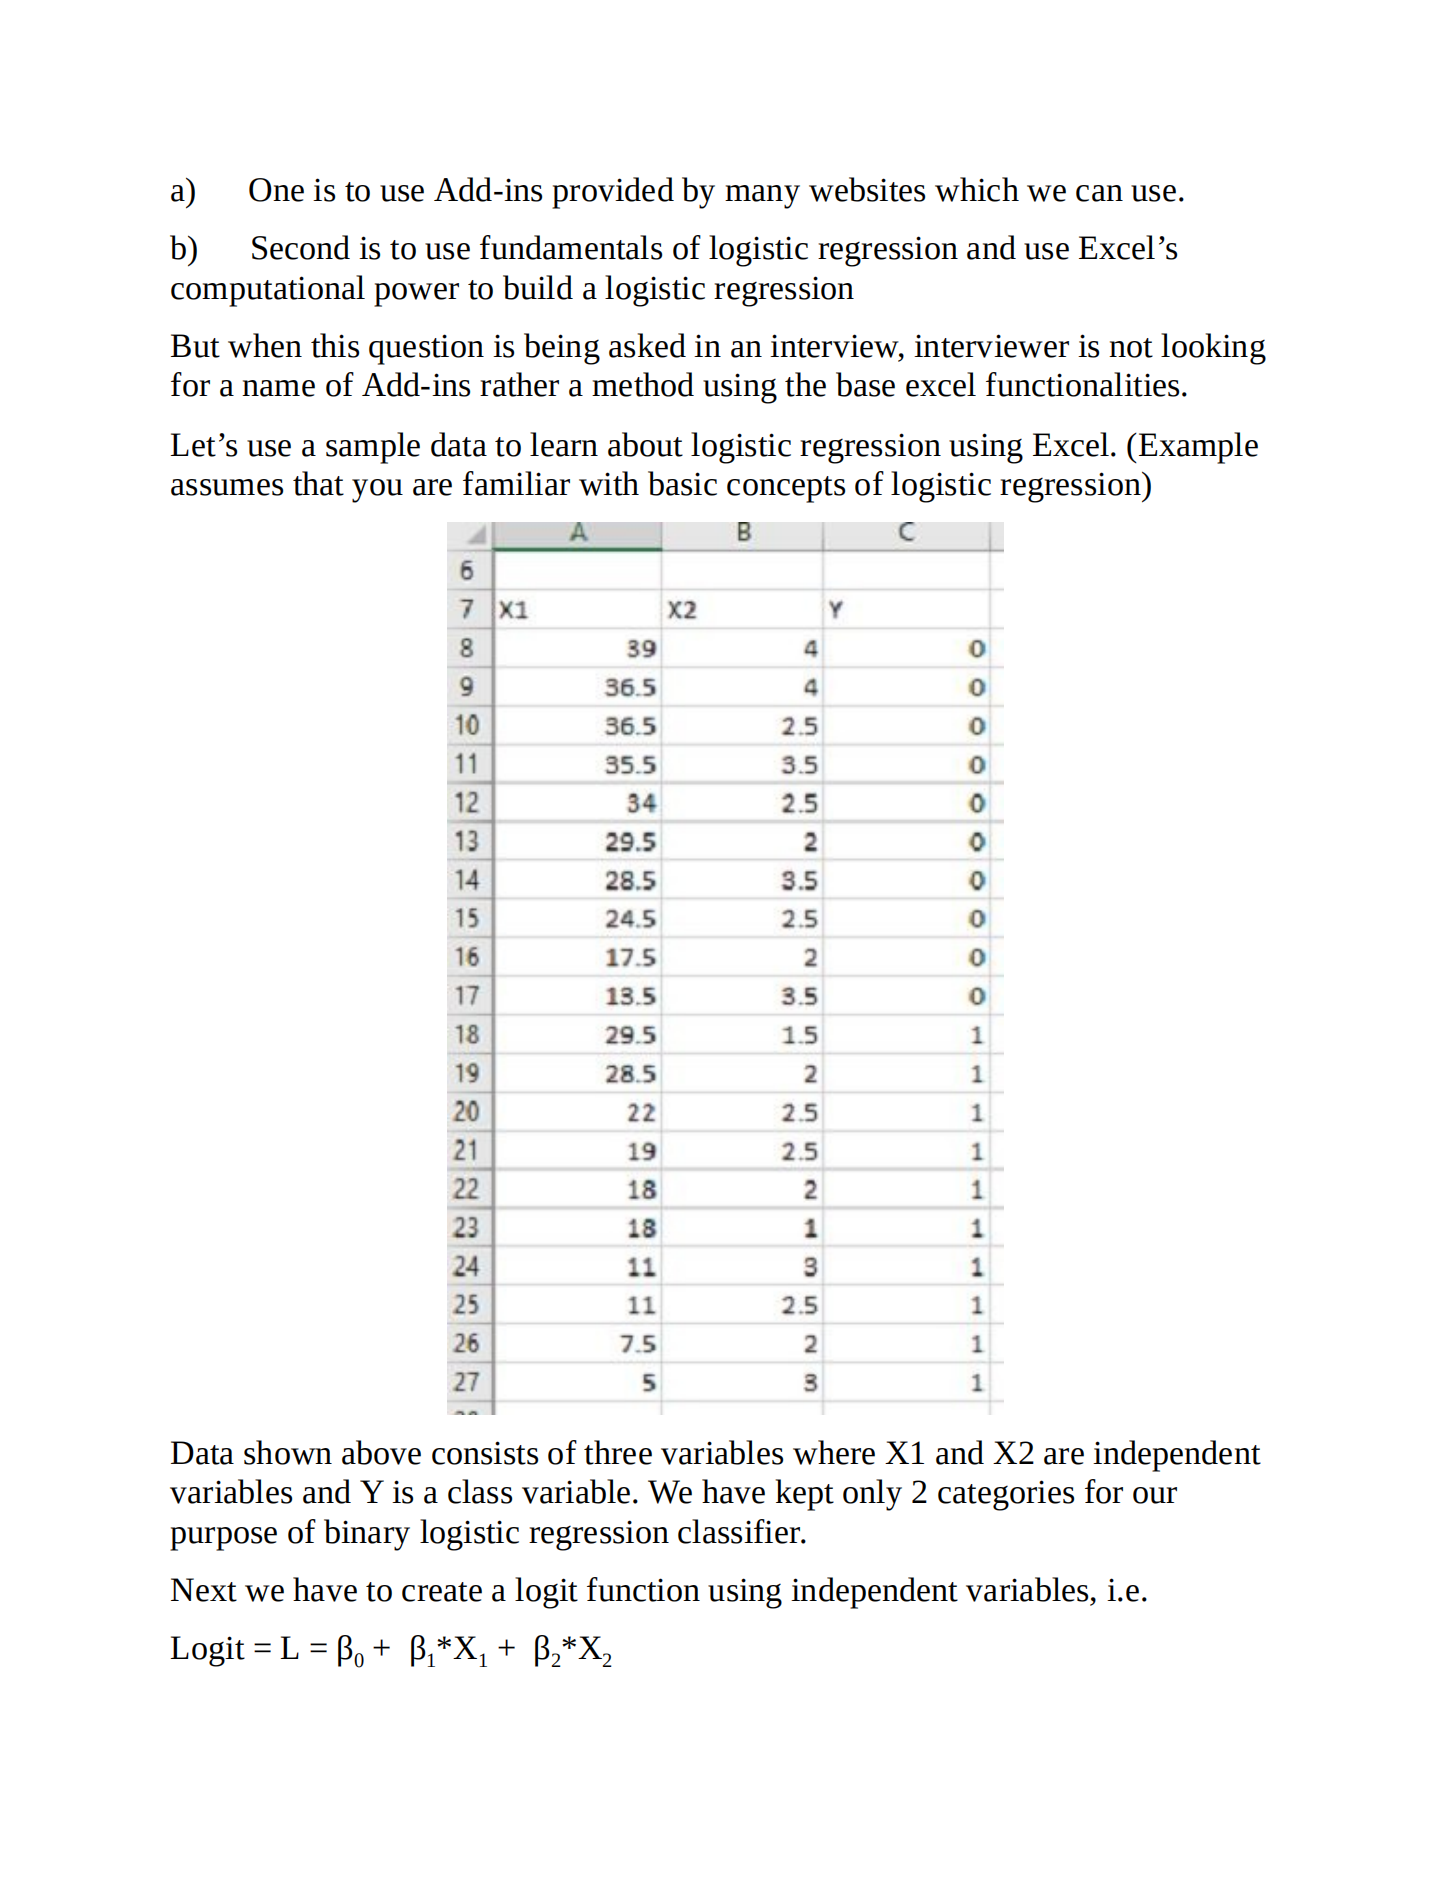 a) One is to use Add-ins provided by many websites which we can use.
b) Second is to use fundamentals of logistic regression and use Excel’s
computational power to build a logistic regression
But when this question is being asked in an interview, interviewer is not looking
for a name of Add-ins rather a method using the base excel functionalities.
Let’s use a sample data to learn about logistic regression using Excel. (Example
assumes that you are familiar with basic concepts of logistic regression)
A B C
6
7 X1 X2 Y
8 39 4 0
9 36.5 4 0
10 36.5 2.5 0
11 35.5 3.5 0
12 34 2.5 0
13 29.5 2 0
14 28.5 3.5 0
15 24.5 2.5 0
16 17.5 2 0
17 13.5 3.5 0
18 29.5 1.5 1
19 28.5 2 1
20 22 2.5 1
21 19 2.5 1
22 18 2 1
23 18 1 1
24 11 3 1
25 11 2.5 1
26 7.5 2 1
27 5 3 1
Data shown above consists of three variables where X1 and X2 are independent
variables and Y is a class variable. We have kept only 2 categories for our
purpose of binary logistic regression classifier.
Next we have to create a logit function using independent variables, i.e.
Logit = L = β₀ + β₁*X₁ + β₂*X₂